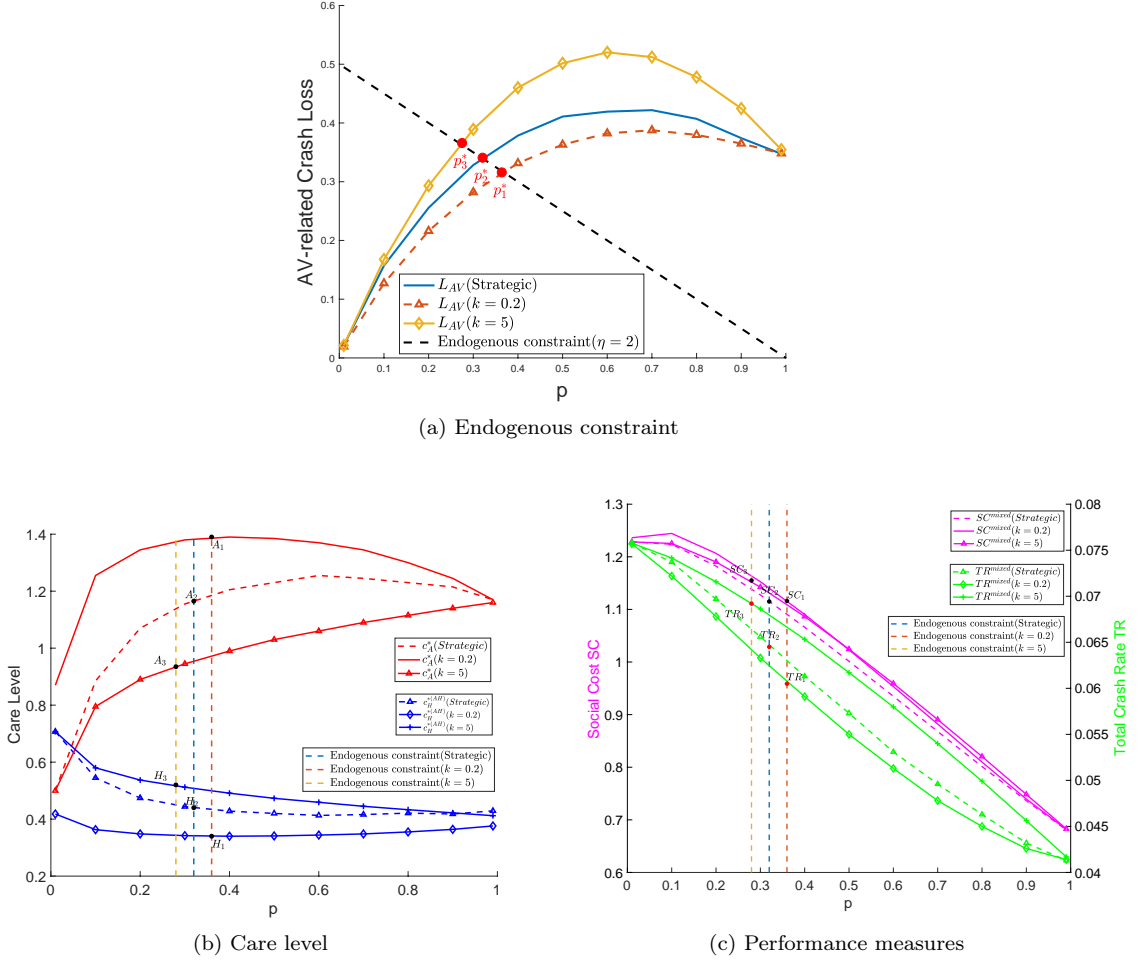 0.6
0.5
0.4
0.3
0.2
0.1
0
AV-related Crash Loss
p₃*
p₂*
p₁*
L_AV(Strategic)
L_AV(k = 0.2)
L_AV(k = 5)
Endogenous constraint(η = 2)
0 0.1 0.2 0.3 0.4 0.5 0.6 0.7 0.8 0.9 1
p
(a) Endogenous constraint
1.4
1.2
1
0.8
0.6
0.4
0.2
Care Level
A₁
A₂
A₃
H₃
H₂
H₁
c*_A(Strategic)
c*_A(k = 0.2)
c*_A(k = 5)
c_H^*(AH)(Strategic)
c_H^*(AH)(k = 0.2)
c_H^*(AH)(k = 5)
Endogenous constraint(Strategic)
Endogenous constraint(k = 0.2)
Endogenous constraint(k = 5)
0 0.2 0.4 0.6 0.8 1
p
(b) Care level
1.3
1.2
1.1
1
0.9
0.8
0.7
0.6
Social Cost SC
SC₃
SC₂
SC₁
TR₃
TR₂
TR₁
SC^mixed(Strategic)
SC^mixed(k = 0.2)
SC^mixed(k = 5)
TR^mixed(Strategic)
TR^mixed(k = 0.2)
TR^mixed(k = 5)
Endogenous constraint(Strategic)
Endogenous constraint(k = 0.2)
Endogenous constraint(k = 5)
0.08
0.075
0.07
0.065
0.06
0.055
0.05
0.045
0.04
Total Crash Rate TR
0 0.1 0.2 0.3 0.4 0.5 0.6 0.7 0.8 0.9 1
p
(c) Performance measures